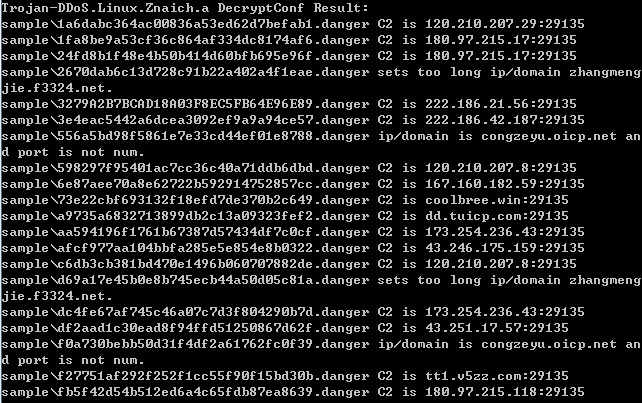 Trojan-DDoS.Linux.Znaich.a DecryptConf Result:
sample\1a6dabc364ac00836a53ed62d7befab1.danger C2 is 120.210.207.29:29135
sample\1fa8be9a53cf36c864af334dc8174af6.danger C2 is 180.97.215.17:29135
sample\24fd8b1f48e4b50b414d60bfb695e96f.danger C2 is 180.97.215.17:29135
sample\2670dab6c13d728c91b22a402a4f1eae.danger sets too long ip/domain zhangmeng
jie.f3324.net.
sample\3279A2B7BCAD18A03F8EC5FB64E96E89.danger C2 is 222.186.21.56:29135
sample\3e4eac5442a6dcea3092ef9a9a94ce57.danger C2 is 222.186.42.187:29135
sample\556a5bd98f5861e7e33cd44ef01e8788.danger ip/domain is congzeyu.oicp.net an
d port is not num.
sample\598297f95401ac7cc36c40a71ddb6dbd.danger C2 is 120.210.207.8:29135
sample\6e87aee70a8e62722b592914752857cc.danger C2 is 167.160.182.59:29135
sample\73e22cbf693132f18efd7de370b2c649.danger C2 is coolbree.win:29135
sample\a9735a6832713899db2c13a09323fef2.danger C2 is dd.tuicp.com:29135
sample\aa594196f1761b67387d57434df7c0cf.danger C2 is 173.254.236.43:29135
sample\afcf977aa104bbfa285e5e854e8b0322.danger C2 is 43.246.175.159:29135
sample\c6db3cb381bd470e1496b060707882de.danger C2 is 120.210.207.8:29135
sample\d69a17e45b0e8b745ecb44a50d05c81a.danger sets too long ip/domain zhangmeng
jie.f3324.net.
sample\dc4fe67af745c46a07c7d3f804290b7d.danger C2 is 173.254.236.43:29135
sample\df2aad1c30ead8f94ffd51250867d62f.danger C2 is 43.251.17.57:29135
sample\f0a730bebb50d31f4df2a61762fc0f39.danger ip/domain is congzeyu.oicp.net an
d port is not num.
sample\f27751af292f252f1cc55f90f15bd30b.danger C2 is tt1.v5zz.com:29135
sample\fb5f42d54b512ed6a4c65fdb87ea8639.danger C2 is 180.97.215.118:29135